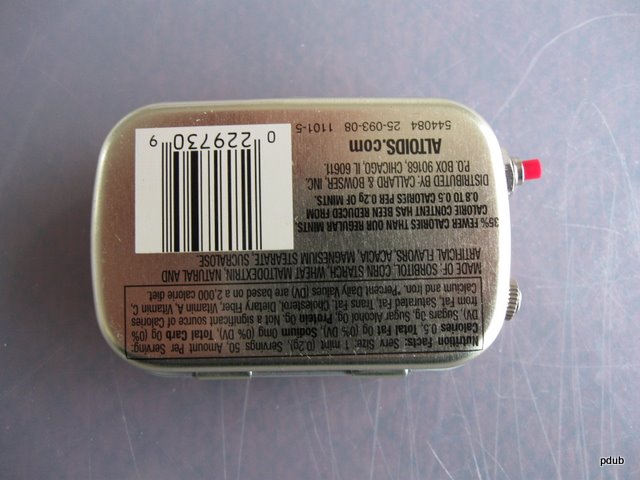 Nutrition Facts: Serv. Size: 1 mint (0.2g), Servings 50, Amount Per Serving:
Calories 0.5, Total Fat 0g (0% DV), Sodium 0mg (0% DV), Total Carb 0g (0%
DV), Sugars 0g, Sugar Alcohol 0g, Protein 0g, Not a significant source of Calories
from Fat, Saturated Fat, Trans Fat, Cholesterol, Dietary Fiber, Vitamin A, Vitamin C,
Calcium and Iron. *Percent Daily Values (DV) are based on a 2,000 calorie diet.
MADE OF: SORBITOL, CORN STARCH, WHEAT MALTODEXTRIN, NATURAL AND
ARTIFICIAL FLAVORS, ACACIA, MAGNESIUM STEARATE, SUCRALOSE.
35% FEWER CALORIES THAN OUR REGULAR MINTS.
CALORIE CONTENT HAS BEEN REDUCED FROM
0.8 TO 0.5 CALORIES PER 0.2g OF MINTS.
DISTRIBUTED BY: CALLARD & BOWSER, INC.
P.O. BOX 90168, CHICAGO, IL 60611.
ALTOIDS.com
544084 25-093-08 1101-5
0 229730 9
pdub